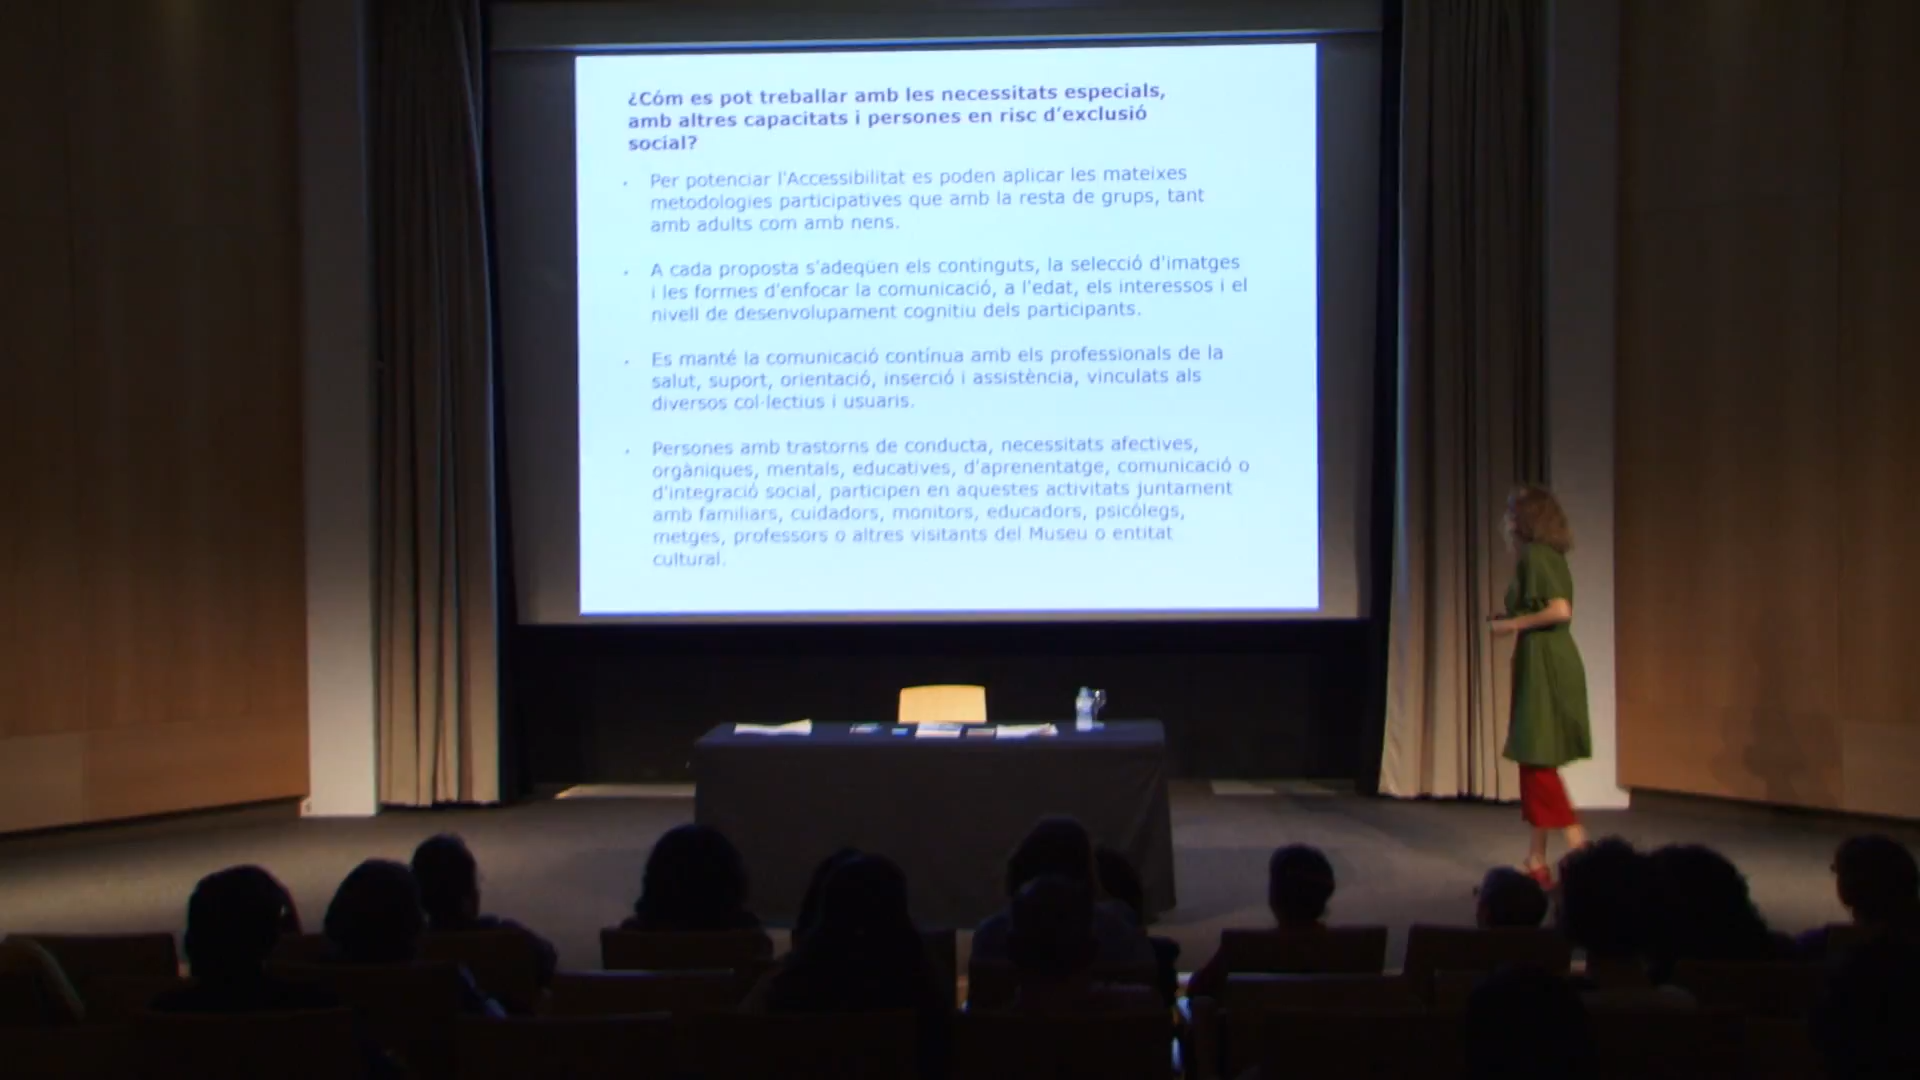 ¿Cóm es pot treballar amb les necessitats especials,
amb altres capacitats i persones en risc d'exclusió
social?
· Per potenciar l'Accessibilitat es poden aplicar les mateixes
metodologies participatives que amb la resta de grups, tant
amb adults com amb nens.
· A cada proposta s'adeqüen els continguts, la selecció d'imatges
i les formes d'enfocar la comunicació, a l'edat, els interessos i el
nivell de desenvolupament cognitiu dels participants.
· Es manté la comunicació contínua amb els professionals de la
salut, suport, orientació, inserció i assistència, vinculats als
diversos col·lectius i usuaris.
· Persones amb trastorns de conducta, necessitats afectives,
orgàniques, mentals, educatives, d'aprenentatge, comunicació o
d'integració social, participen en aquestes activitats juntament
amb familiars, cuidadors, monitors, educadors, psicólegs,
metges, professors o altres visitants del Museu o entitat
cultural.